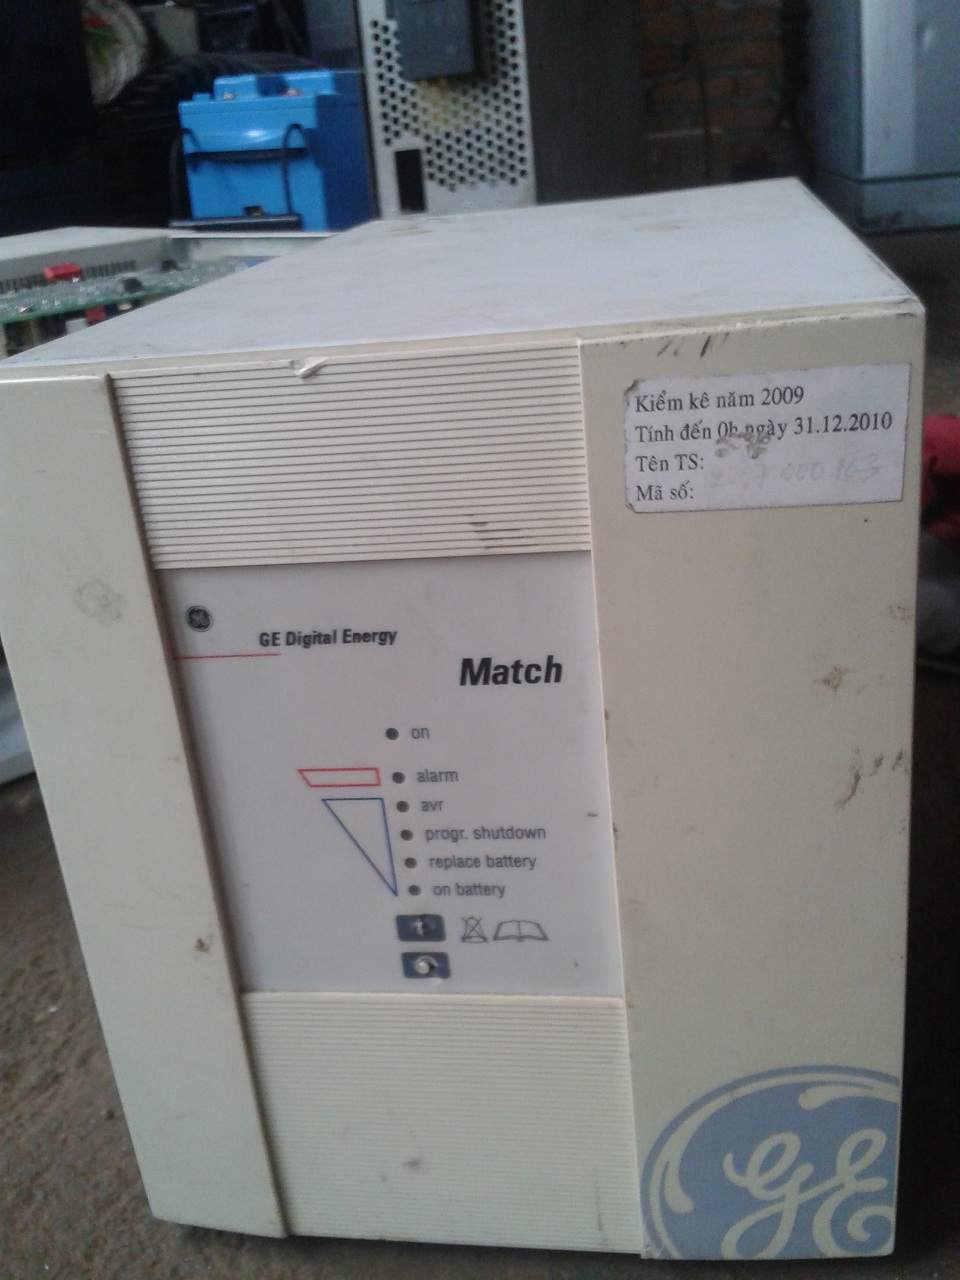 Kiểm kê năm 2009
Tính đến 0h ngày 31.12.2010
Tên TS:
Mã số:
GE
GE Digital Energy
Match
on
alarm
avr
progr. shutdown
replace battery
on battery
GE